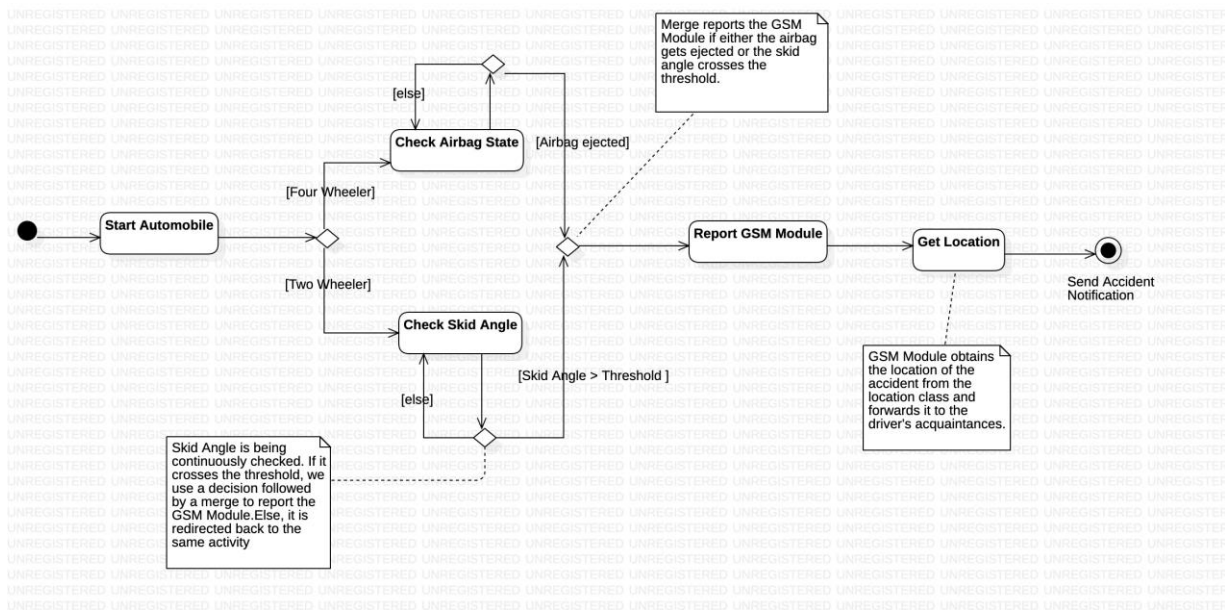 Merge reports the GSM
Module if either the airbag
gets ejected or the skid
angle crosses the
threshold.
[else]
Check Airbag State
[Airbag ejected]
[Four Wheeler]
Start Automobile
Report GSM Module
Get Location
[Two Wheeler]
Send Accident
Notification
Check Skid Angle
[Skid Angle > Threshold ]
[else]
GSM Module obtains
the location of the
accident from the
location class and
forwards it to the
driver's acquaintances.
Skid Angle is being
continuously checked. If it
crosses the threshold, we
use a decision followed
by a merge to report the
GSM Module.Else, it is
redirected back to the
same activity
UNREGISTERED